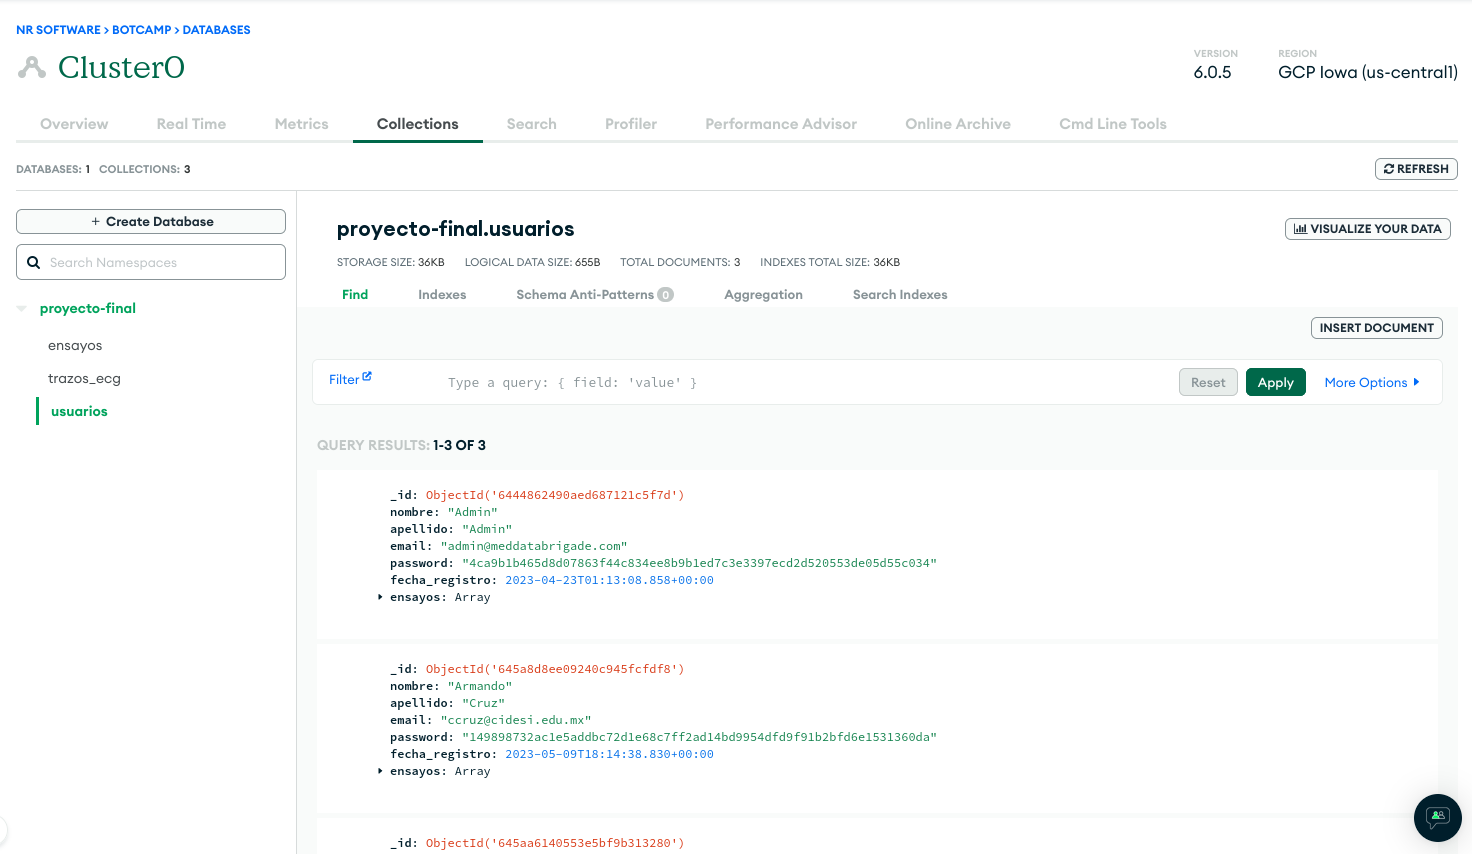 NR SOFTWARE > BOTCAMP > DATABASES
Cluster0
VERSION
6.0.5
REGION
GCP Iowa (us-central1)
Overview Real Time Metrics Collections Search Profiler Performance Advisor Online Archive Cmd Line Tools
DATABASES: 1 COLLECTIONS: 3
REFRESH
+ Create Database
Search Namespaces
proyecto-final
ensayos
trazos_ecg
usuarios
proyecto-final.usuarios
VISUALIZE YOUR DATA
STORAGE SIZE: 36KB LOGICAL DATA SIZE: 655B TOTAL DOCUMENTS: 3 INDEXES TOTAL SIZE: 36KB
Find Indexes Schema Anti-Patterns 0 Aggregation Search Indexes
INSERT DOCUMENT
Filter Type a query: { field: 'value' } Reset Apply More Options
QUERY RESULTS: 1-3 OF 3
_id: ObjectId('6444862490aed687121c5f7d')
nombre: "Admin"
apellido: "Admin"
email: "admin@meddatabrigade.com"
password: "4ca9b1b465d8d07863f44c834ee8b9b1ed7c3e3397ecd2d520553de05d55c034"
fecha_registro: 2023-04-23T01:13:08.858+00:00
ensayos: Array
_id: ObjectId('645a8d8ee09240c945fcfdf8')
nombre: "Armando"
apellido: "Cruz"
email: "ccruz@cidesi.edu.mx"
password: "149898732ac1e5addbc72d1e68c7ff2ad14bd9954dfd9f91b2bfd6e1531360da"
fecha_registro: 2023-05-09T18:14:38.830+00:00
ensayos: Array
_id: ObjectId('645aa6140553e5bf9b313280')